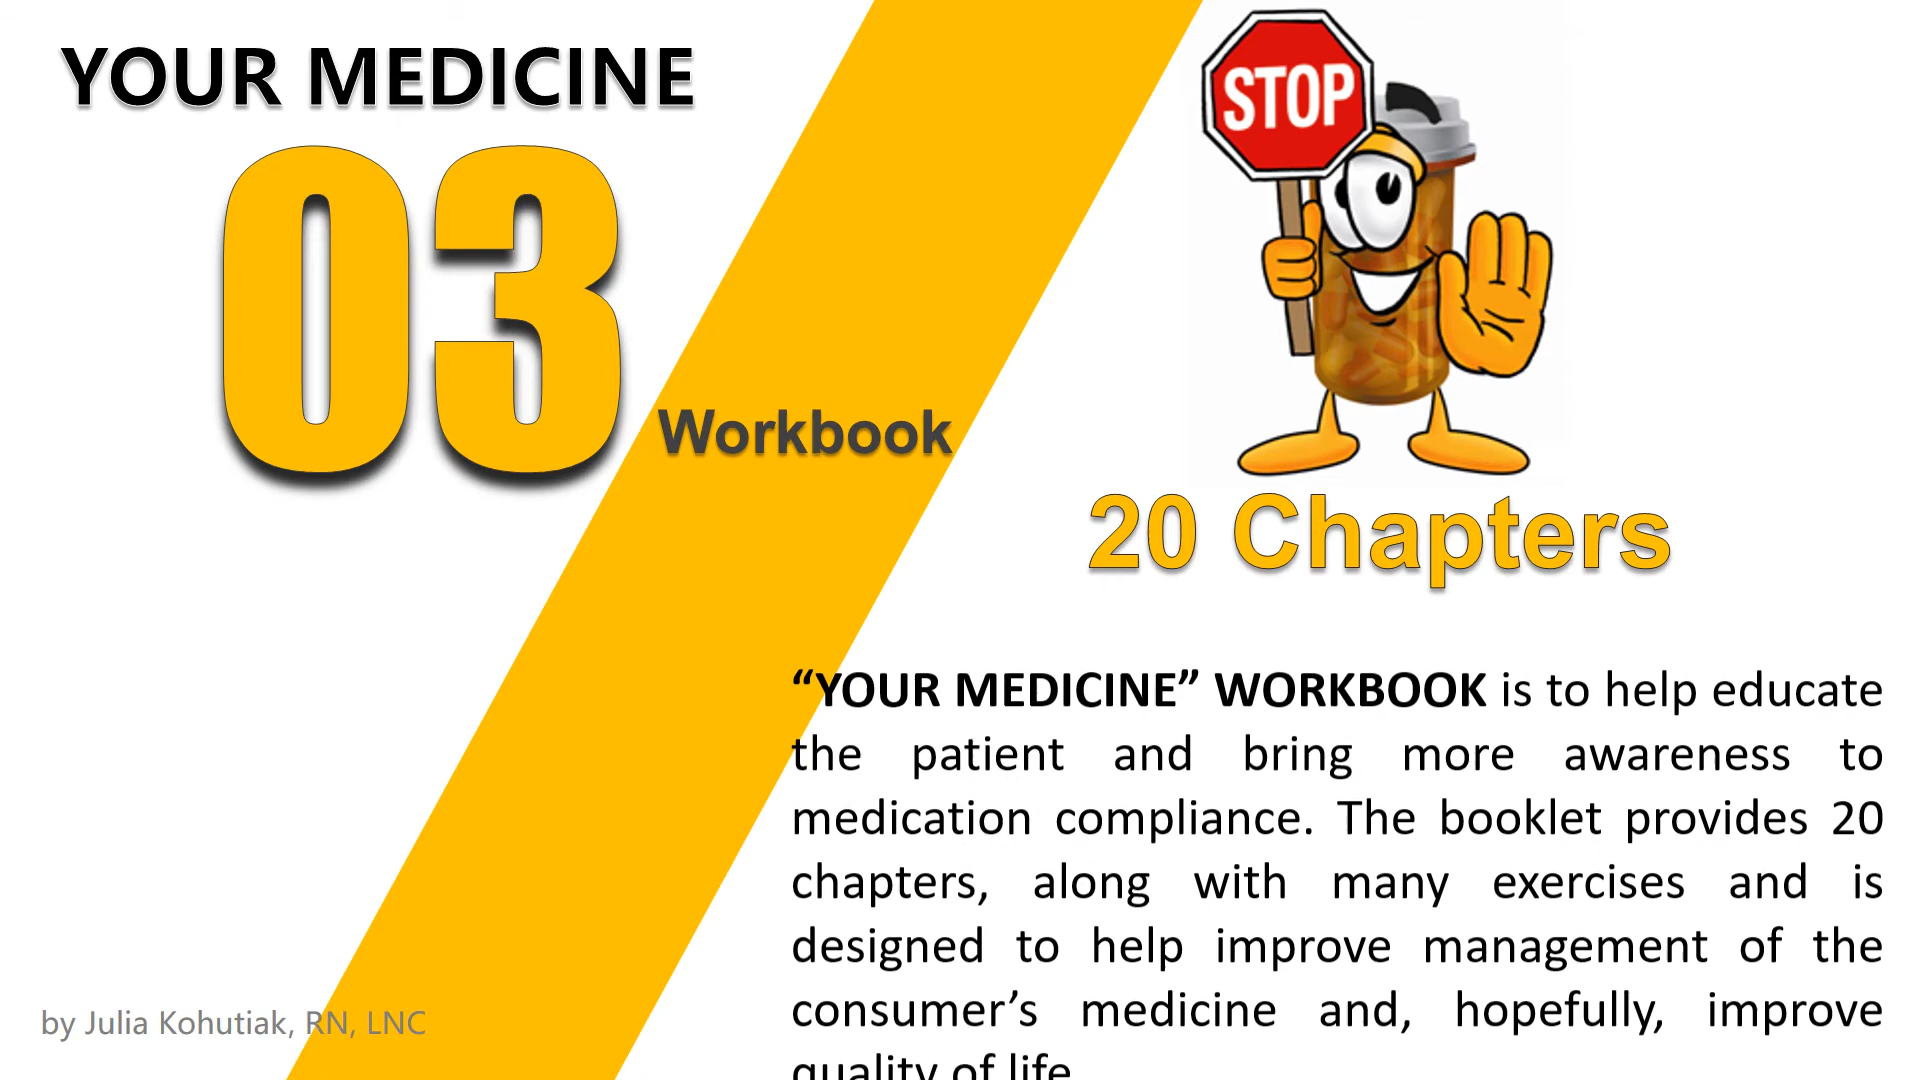 YOUR MEDICINE
03
Workbook
STOP
20 Chapters
“YOUR MEDICINE” WORKBOOK is to help educate
the patient and bring more awareness to
medication compliance. The booklet provides 20
chapters, along with many exercises and is
designed to help improve management of the
consumer’s medicine and, hopefully, improve
quality of life
by Julia Kohutiak, RN, LNC